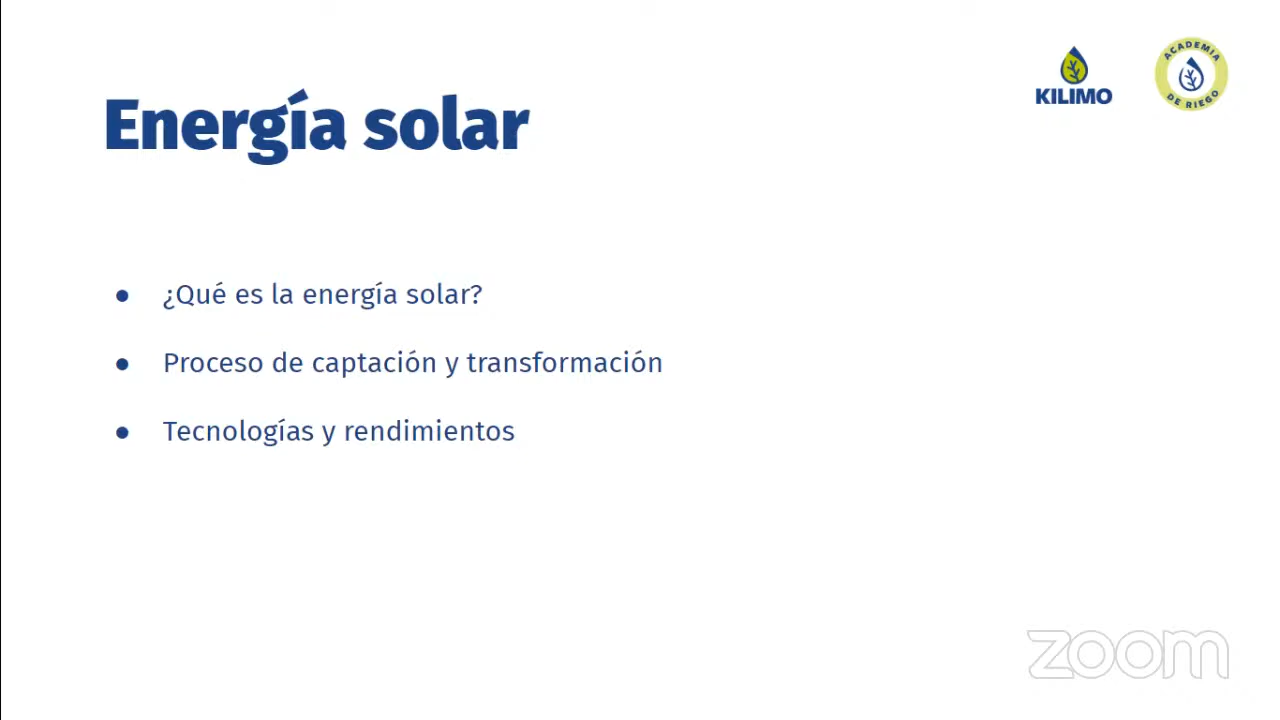 Energía solar
KILIMO
ACADEMIA
DE RIEGO
● ¿Qué es la energía solar?
● Proceso de captación y transformación
● Tecnologías y rendimientos
zoom